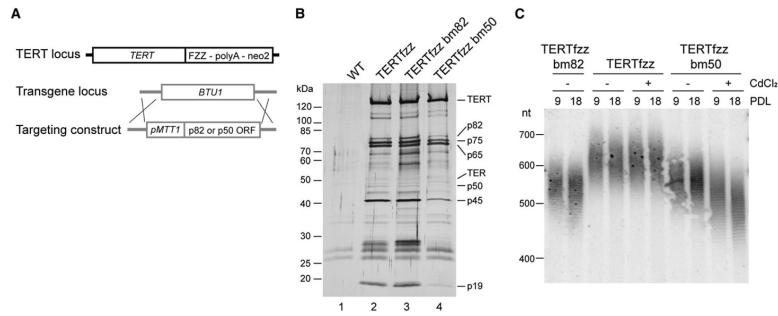 A
TERT locus
TERT
FZZ - polyA - neo2
Transgene locus
BTU1
Targeting construct
pMTT1
p82 or p50 ORF
B
WT
TERTfzz
TERTfzz bm82
TERTfzz bm50
kDa
120
100
85
70
60
50
40
30
25
20
TERT
p82
p75
p65
TER
p50
p45
p19
1 2 3 4
C
TERTfzz bm82
TERTfzz
TERTfzz bm50
- - + - + CdCl₂
9 18 9 18 9 18 9 18 9 18 PDL
nt
700
600
500
400